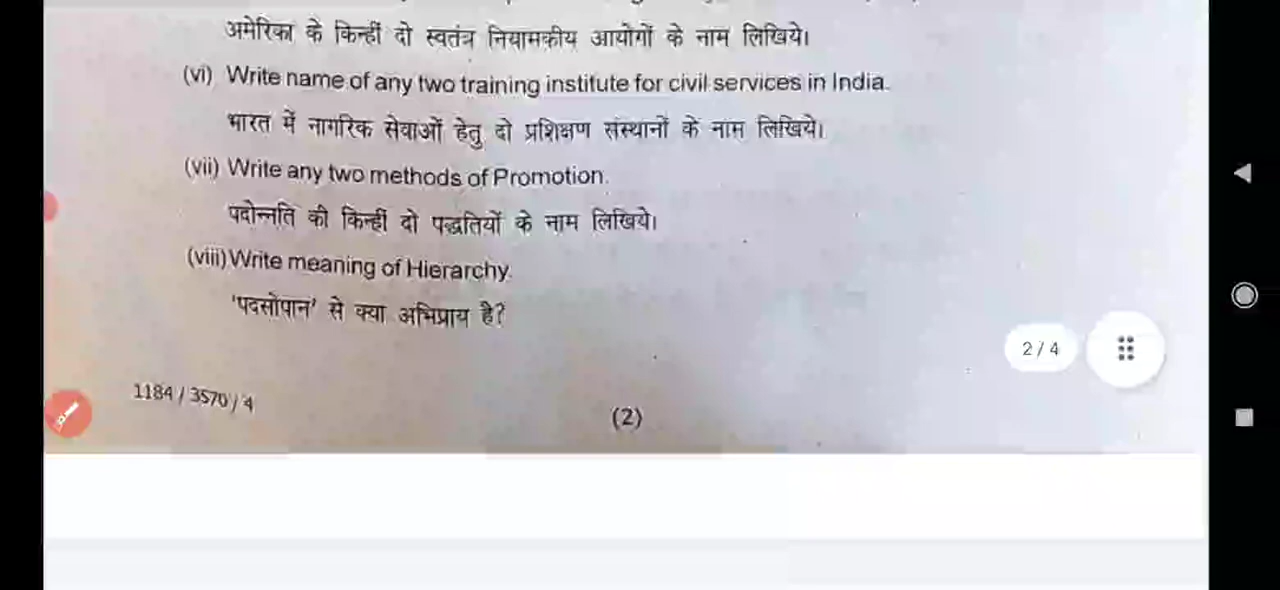 अमेरिका के किन्हीं दो स्वतंत्र नियामकीय आयोगों के नाम लिखिये।
(vi) Write name of any two training institute for civil services in India.
भारत में नागरिक सेवाओं हेतु दो प्रशिक्षण संस्थानों के नाम लिखिये।
(vii) Write any two methods of Promotion.
पदोन्नति की किन्हीं दो पद्धतियों के नाम लिखिये।
(viii) Write meaning of Hierarchy.
'पदसोपान' से क्या अभिप्राय है?
2 / 4
1184 / 3570 / 4
(2)